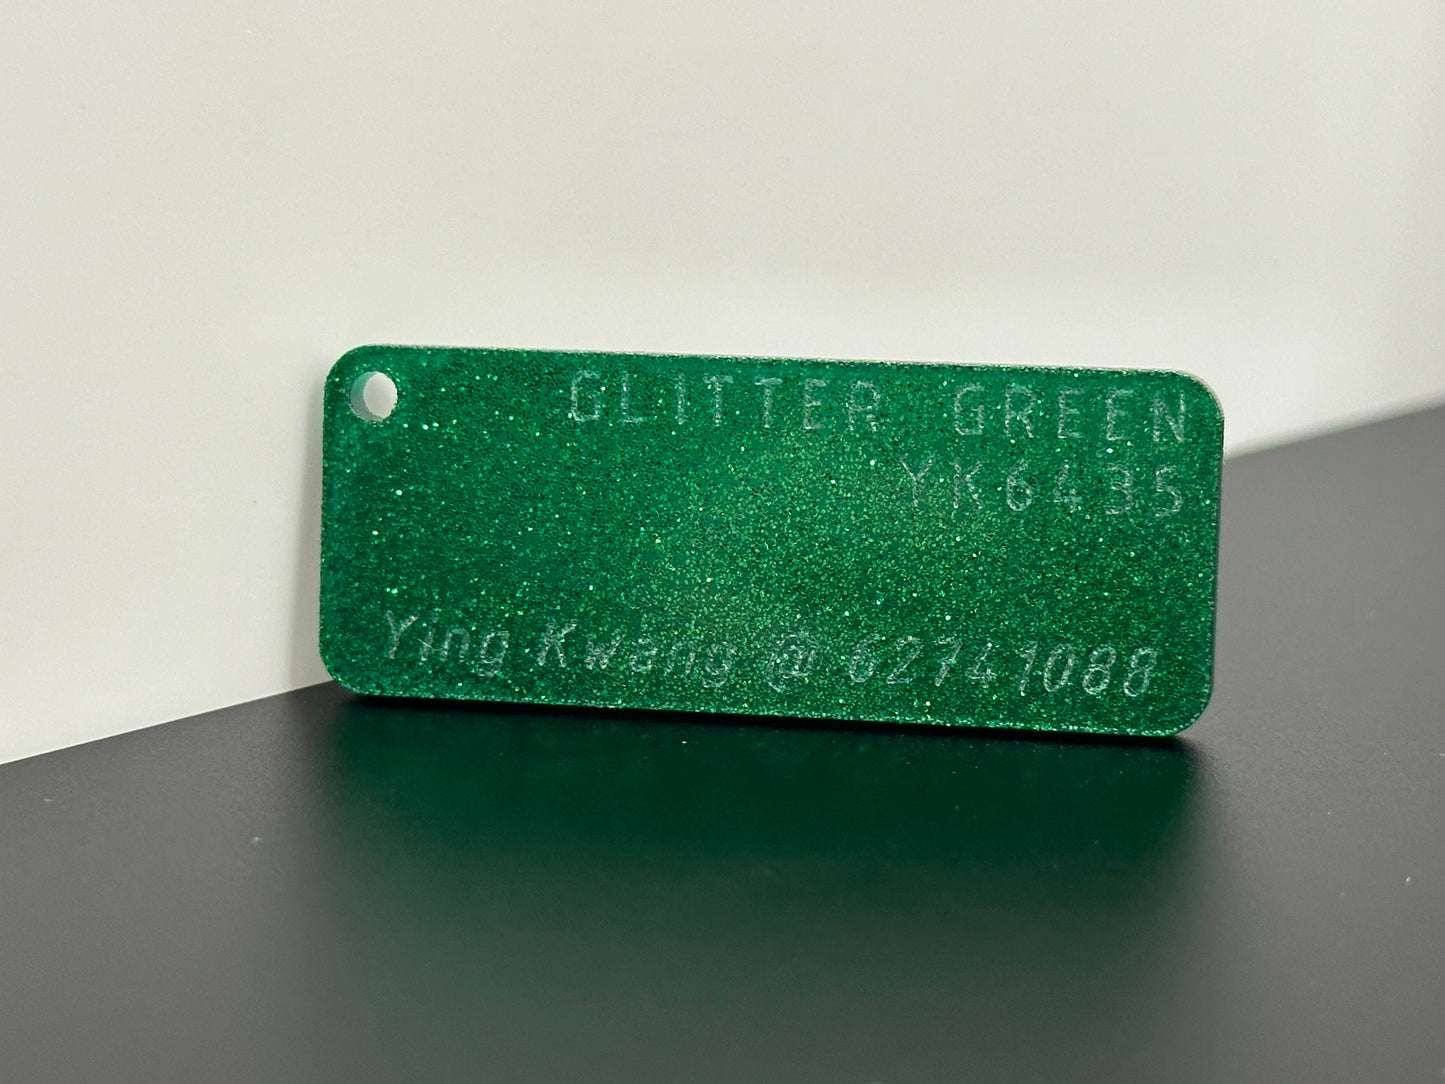 GLITTER GREEN
YK6435
Ying Kwang @ 62741088